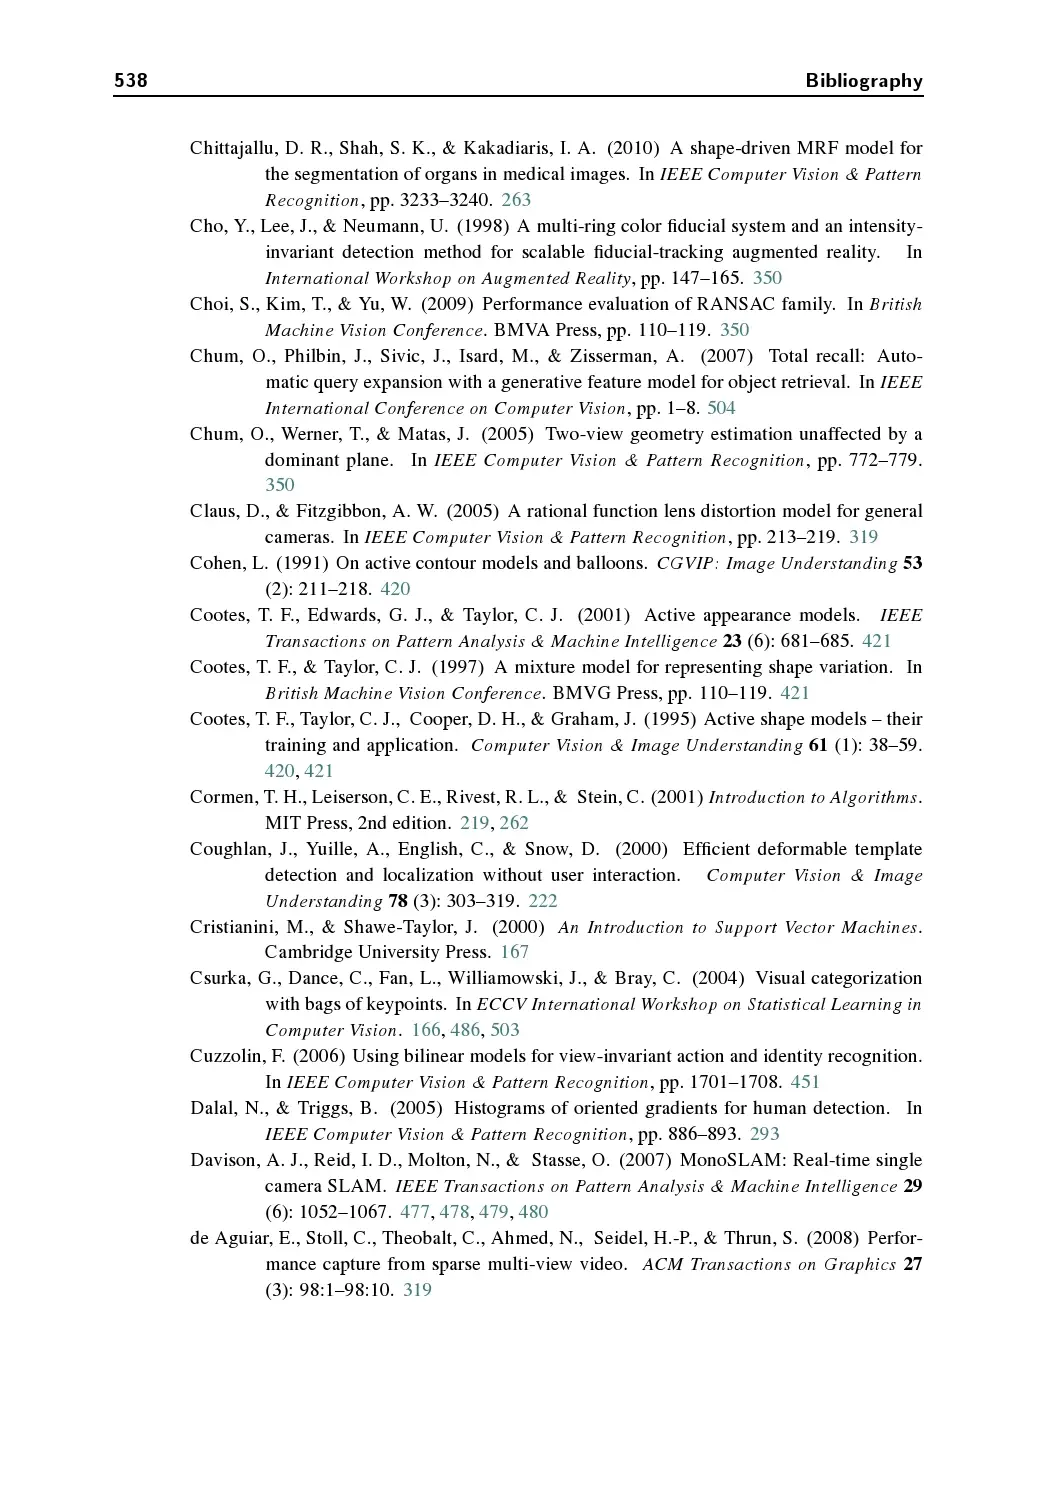 538 Bibliography
Chittajallu, D. R., Shah, S. K., & Kakadiaris, I. A. (2010) A shape-driven MRF model for
the segmentation of organs in medical images. In IEEE Computer Vision & Pattern
Recognition, pp. 3233–3240. 263
Cho, Y., Lee, J., & Neumann, U. (1998) A multi-ring color fiducial system and an intensity-
invariant detection method for scalable fiducial-tracking augmented reality. In
International Workshop on Augmented Reality, pp. 147–165. 350
Choi, S., Kim, T., & Yu, W. (2009) Performance evaluation of RANSAC family. In British
Machine Vision Conference. BMVA Press, pp. 110–119. 350
Chum, O., Philbin, J., Sivic, J., Isard, M., & Zisserman, A. (2007) Total recall: Auto-
matic query expansion with a generative feature model for object retrieval. In IEEE
International Conference on Computer Vision, pp. 1–8. 504
Chum, O., Werner, T., & Matas, J. (2005) Two-view geometry estimation unaffected by a
dominant plane. In IEEE Computer Vision & Pattern Recognition, pp. 772–779.
350
Claus, D., & Fitzgibbon, A. W. (2005) A rational function lens distortion model for general
cameras. In IEEE Computer Vision & Pattern Recognition, pp. 213–219. 319
Cohen, L. (1991) On active contour models and balloons. CGVIP: Image Understanding 53
(2): 211–218. 420
Cootes, T. F., Edwards, G. J., & Taylor, C. J. (2001) Active appearance models. IEEE
Transactions on Pattern Analysis & Machine Intelligence 23 (6): 681–685. 421
Cootes, T. F., & Taylor, C. J. (1997) A mixture model for representing shape variation. In
British Machine Vision Conference. BMVG Press, pp. 110–119. 421
Cootes, T. F., Taylor, C. J., Cooper, D. H., & Graham, J. (1995) Active shape models – their
training and application. Computer Vision & Image Understanding 61 (1): 38–59.
420, 421
Cormen, T. H., Leiserson, C. E., Rivest, R. L., & Stein, C. (2001) Introduction to Algorithms.
MIT Press, 2nd edition. 219, 262
Coughlan, J., Yuille, A., English, C., & Snow, D. (2000) Efficient deformable template
detection and localization without user interaction. Computer Vision & Image
Understanding 78 (3): 303–319. 222
Cristianini, M., & Shawe-Taylor, J. (2000) An Introduction to Support Vector Machines.
Cambridge University Press. 167
Csurka, G., Dance, C., Fan, L., Williamowski, J., & Bray, C. (2004) Visual categorization
with bags of keypoints. In ECCV International Workshop on Statistical Learning in
Computer Vision. 166, 486, 503
Cuzzolin, F. (2006) Using bilinear models for view-invariant action and identity recognition.
In IEEE Computer Vision & Pattern Recognition, pp. 1701–1708. 451
Dalal, N., & Triggs, B. (2005) Histograms of oriented gradients for human detection. In
IEEE Computer Vision & Pattern Recognition, pp. 886–893. 293
Davison, A. J., Reid, I. D., Molton, N., & Stasse, O. (2007) MonoSLAM: Real-time single
camera SLAM. IEEE Transactions on Pattern Analysis & Machine Intelligence 29
(6): 1052–1067. 477, 478, 479, 480
de Aguiar, E., Stoll, C., Theobalt, C., Ahmed, N., Seidel, H.-P., & Thrun, S. (2008) Perfor-
mance capture from sparse multi-view video. ACM Transactions on Graphics 27
(3): 98:1–98:10. 319